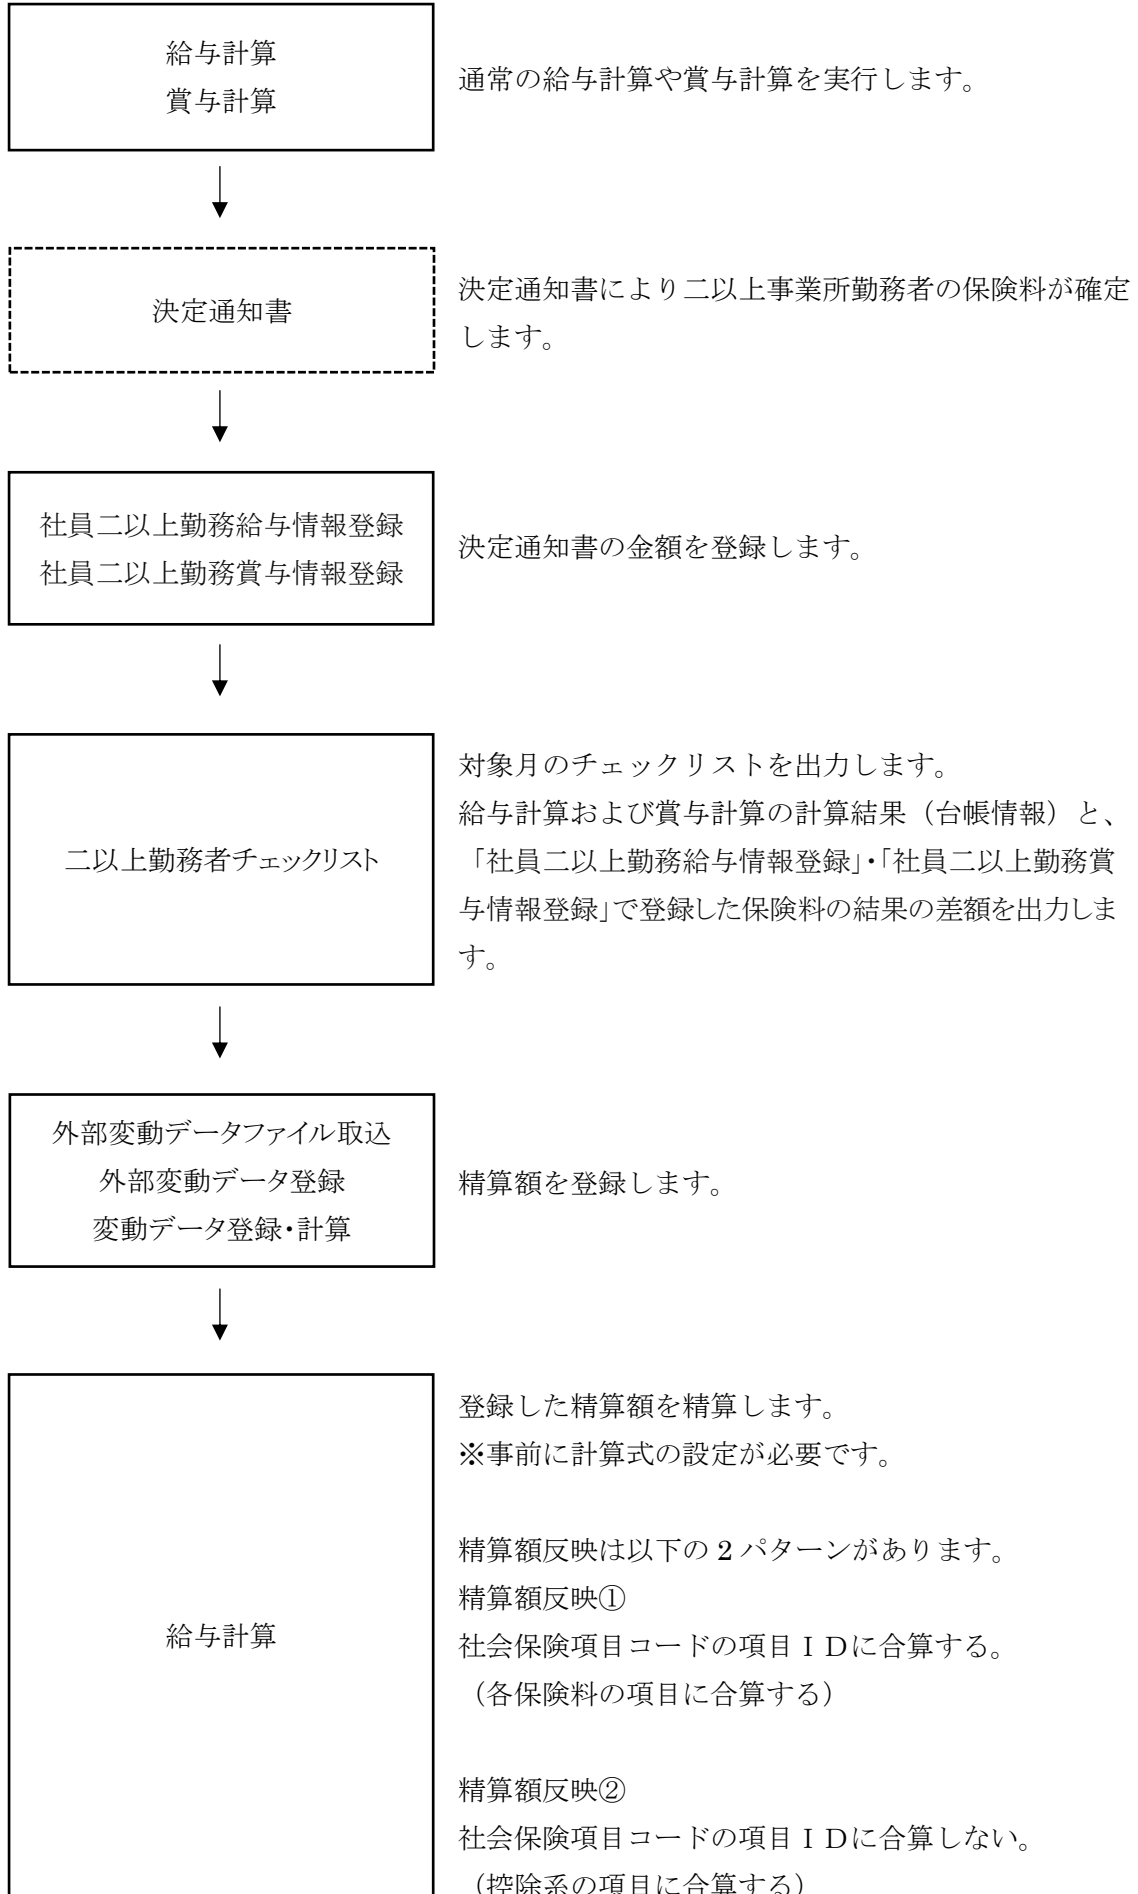 給与計算
賞与計算
通常の給与計算や賞与計算を実行します。
決定通知書
決定通知書により二以上事業所勤務者の保険料が確定
します。
社員二以上勤務給与情報登録
社員二以上勤務賞与情報登録
決定通知書の金額を登録します。
二以上勤務者チェックリスト
対象月のチェックリストを出力します。
給与計算および賞与計算の計算結果（台帳情報）と、
「社員二以上勤務給与情報登録」・「社員二以上勤務賞
与情報登録」で登録した保険料の結果の差額を出力しま
す。
外部変動データファイル取込
外部変動データ登録
変動データ登録・計算
精算額を登録します。
給与計算
登録した精算額を精算します。
※事前に計算式の設定が必要です。
精算額反映は以下の 2 パターンがあります。
精算額反映①
社会保険項目コードの項目ＩＤに合算する。
（各保険料の項目に合算する）
精算額反映②
社会保険項目コードの項目ＩＤに合算しない。
（控除系の項目に合算する）